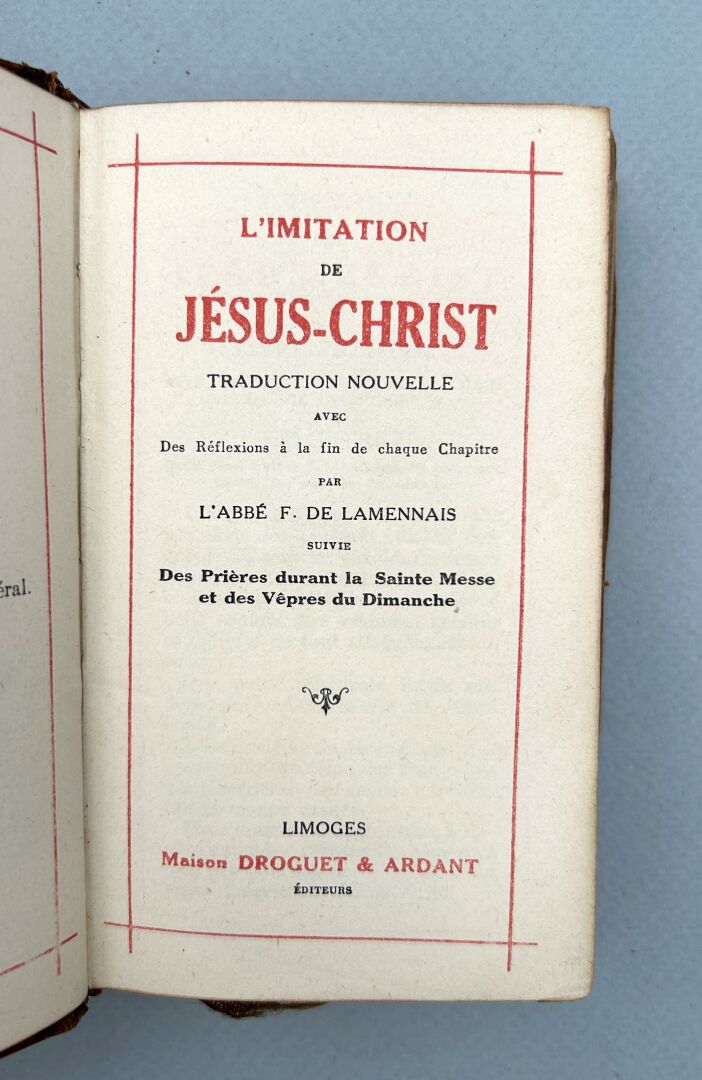 L'IMITATION
DE
JÉSUS-CHRIST
TRADUCTION NOUVELLE
AVEC
Des Réflexions à la fin de chaque Chapitre
PAR
L'ABBÉ F. DE LAMENNAIS
SUIVIE
Des Prières durant la Sainte Messe
et des Vêpres du Dimanche
LIMOGES
Maison DROGUET & ARDANT
ÉDITEURS